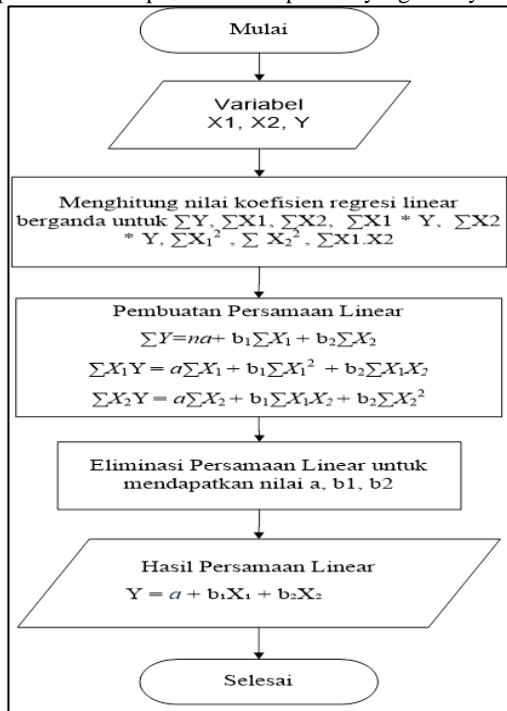 Mulai
Variabel
X1, X2, Y
Menghitung nilai koefisien regresi linear
berganda untuk ∑Y, ∑X1, ∑X2, ∑X1 * Y, ∑X2
* Y, ∑X₁², ∑ X₂², ∑X1.X2
Pembuatan Persamaan Linear
∑Y=na+ b₁∑X₁ + b₂∑X₂
∑X₁Y = a∑X₁ + b₁∑X₁² + b₂∑X₁X₂
∑X₂Y = a∑X₂ + b₁∑X₁X₂ + b₂∑X₂²
Eliminasi Persamaan Linear untuk
mendapatkan nilai a, b1, b2
Hasil Persamaan Linear
Y = a + b₁X₁ + b₂X₂
Selesai